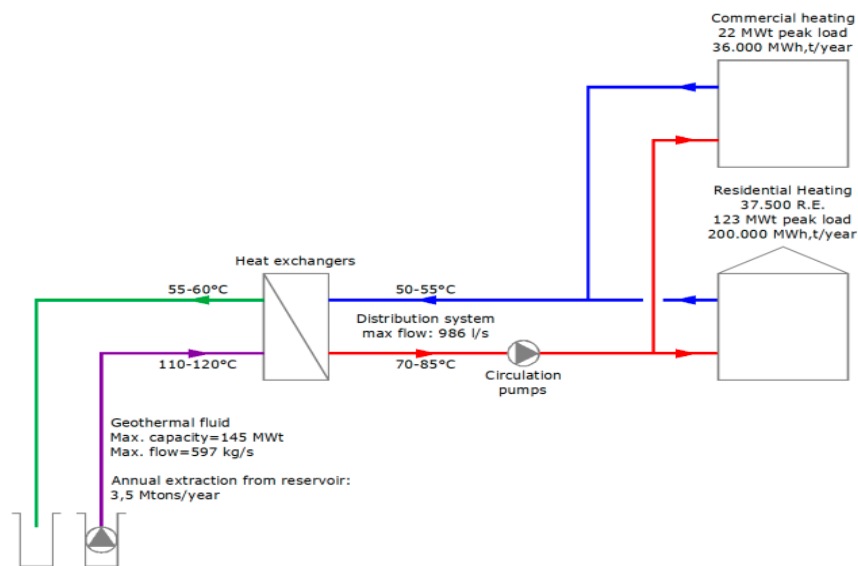 Commercial heating
22 MWt peak load
36.000 MWh,t/year
Residential Heating
37.500 R.E.
123 MWt peak load
200.000 MWh,t/year
Heat exchangers
55-60°C
50-55°C
Distribution system
max flow: 986 l/s
110-120°C
70-85°C
Circulation
pumps
Geothermal fluid
Max. capacity=145 MWt
Max. flow=597 kg/s
Annual extraction from reservoir:
3,5 Mtons/year